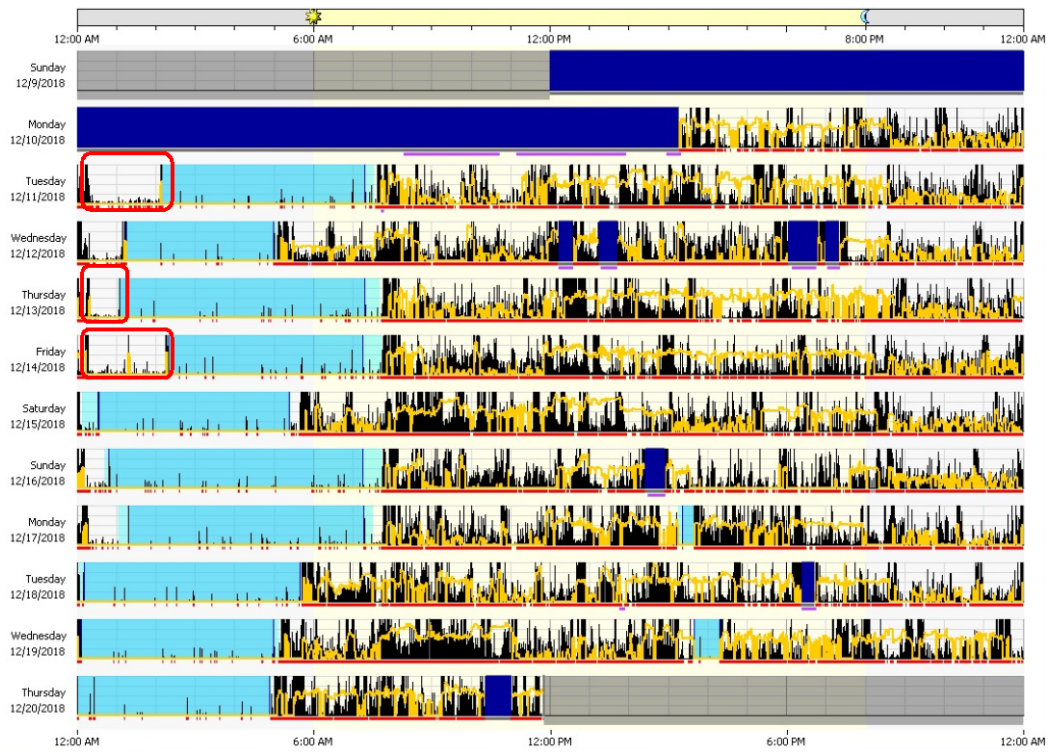 12:00 AM 6:00 AM 12:00 PM 8:00 PM 12:00 AM
Sunday
12/9/2018
Monday
12/10/2018
Tuesday
12/11/2018
Wednesday
12/12/2018
Thursday
12/13/2018
Friday
12/14/2018
Saturday
12/15/2018
Sunday
12/16/2018
Monday
12/17/2018
Tuesday
12/18/2018
Wednesday
12/19/2018
Thursday
12/20/2018
12:00 AM 6:00 AM 12:00 PM 6:00 PM 12:00 AM